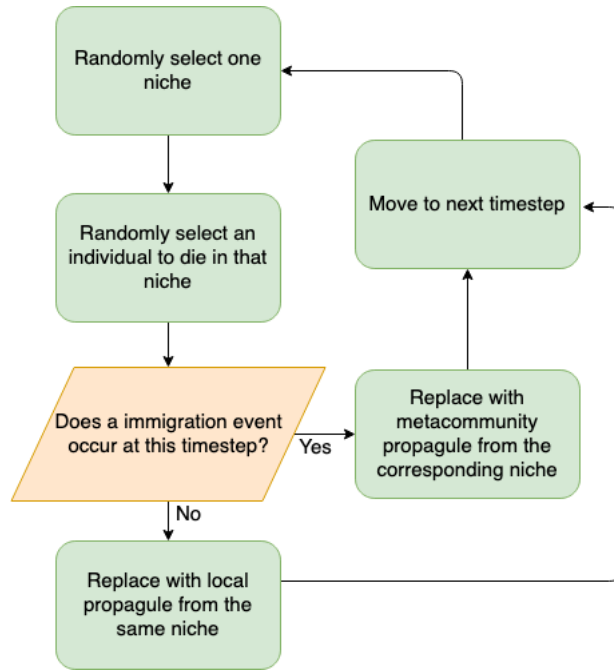 Randomly select one
niche
Randomly select an
individual to die in that
niche
Does a immigration event
occur at this timestep?
Yes
No
Replace with local
propagule from the
same niche
Replace with
metacommunity
propagule from the
corresponding niche
Move to next timestep